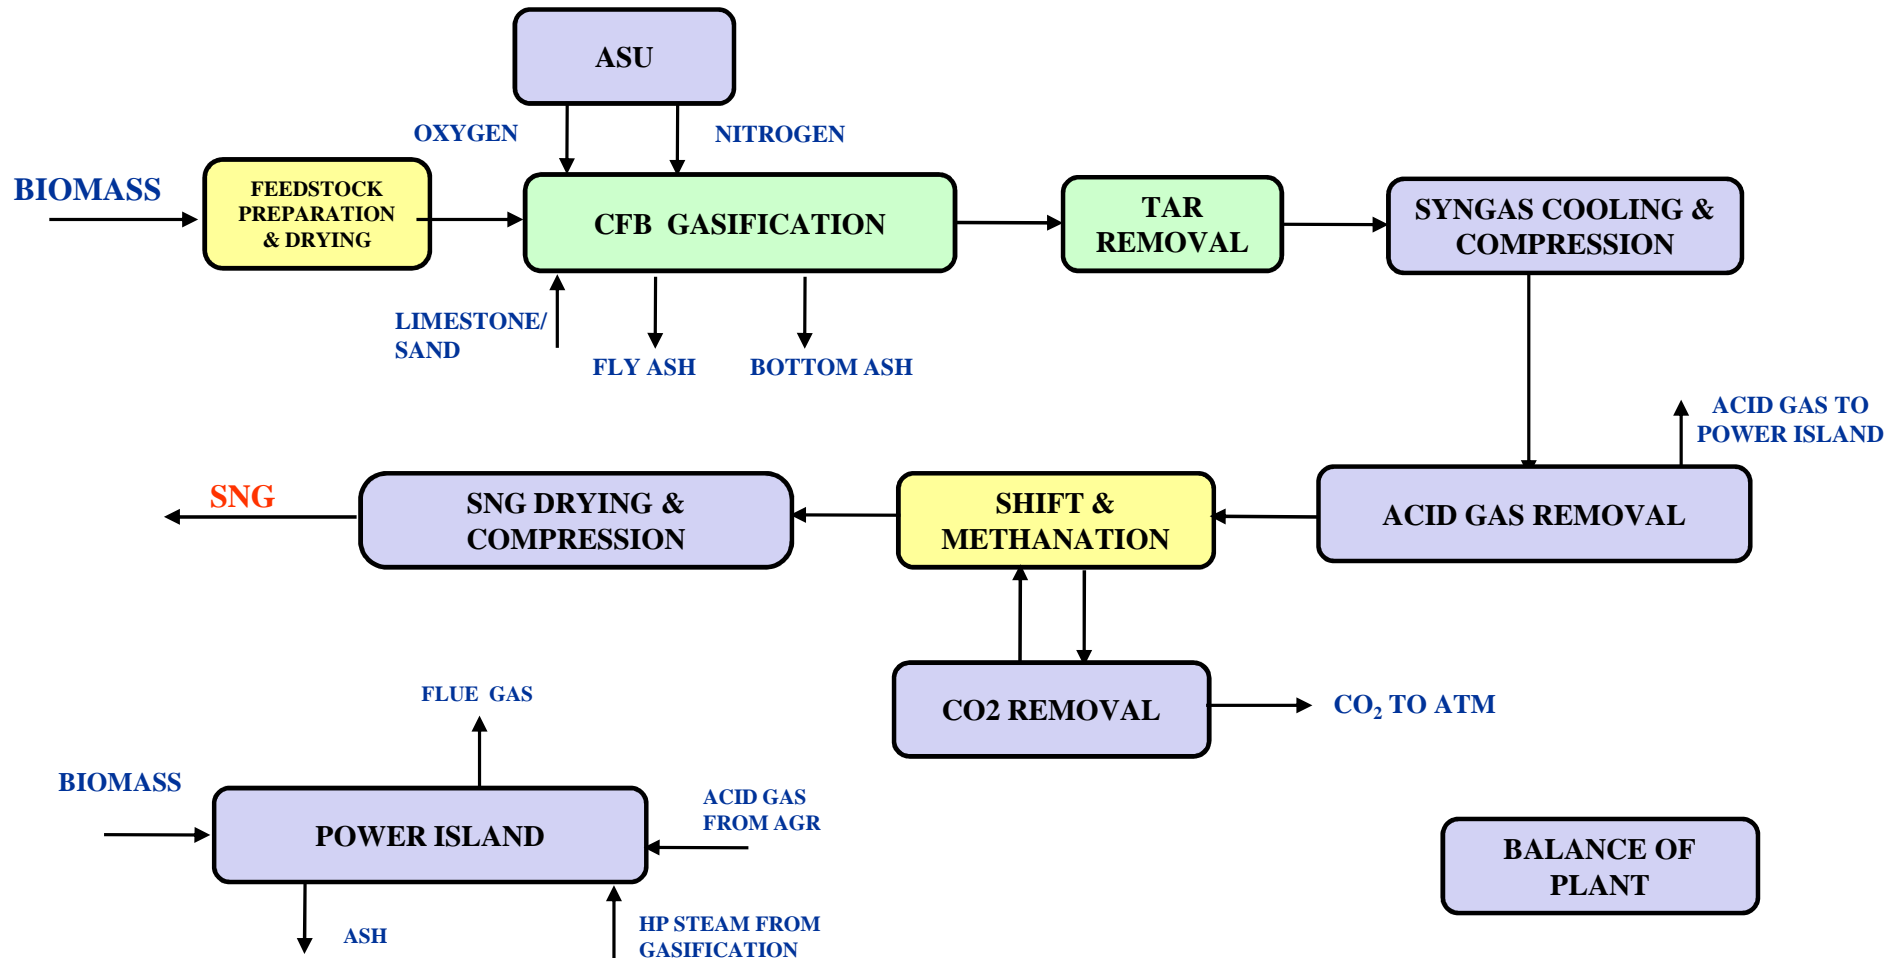 ASU
OXYGEN
NITROGEN
BIOMASS
FEEDSTOCK
PREPARATION
& DRYING
CFB GASIFICATION
TAR
REMOVAL
SYNGAS COOLING &
COMPRESSION
LIMESTONE/
SAND
FLY ASH
BOTTOM ASH
ACID GAS TO
POWER ISLAND
SNG
SNG DRYING &
COMPRESSION
SHIFT &
METHANATION
ACID GAS REMOVAL
CO2 REMOVAL
CO₂ TO ATM
FLUE GAS
BIOMASS
POWER ISLAND
ACID GAS
FROM AGR
ASH
HP STEAM FROM
GASIFICATION
BALANCE OF
PLANT